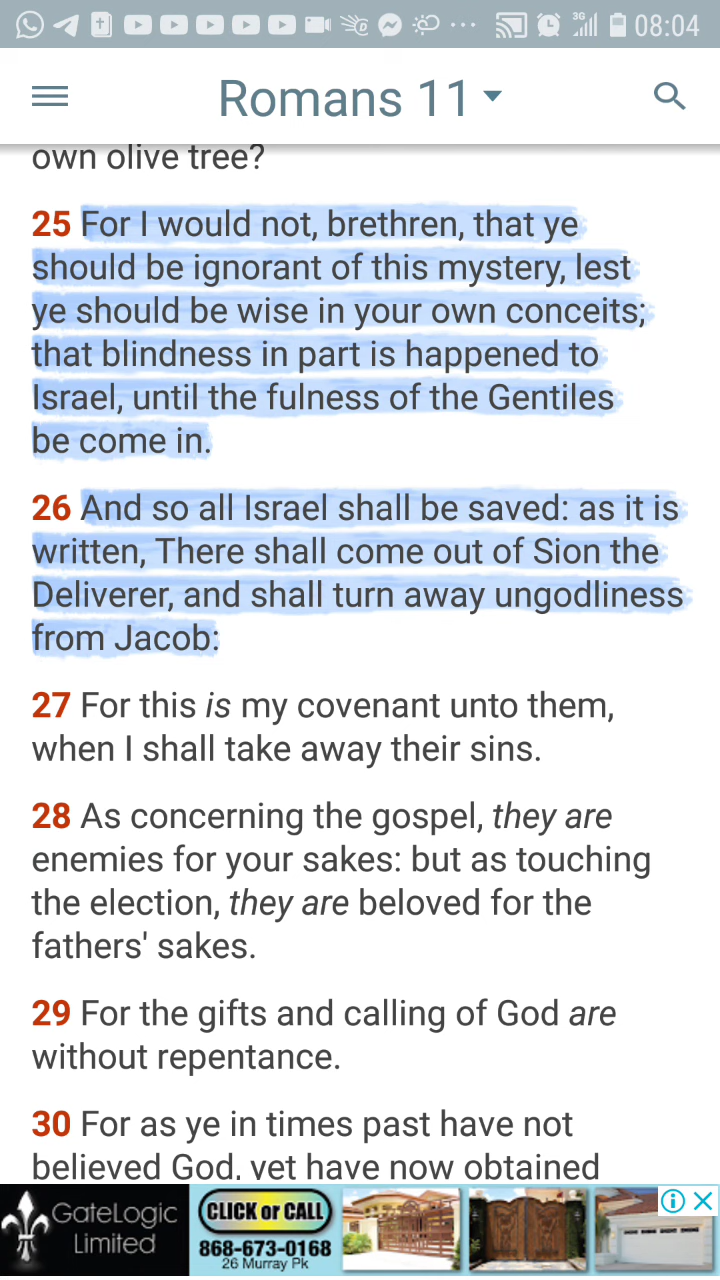 3G 08:04
Romans 11
own olive tree?
25 For I would not, brethren, that ye
should be ignorant of this mystery, lest
ye should be wise in your own conceits;
that blindness in part is happened to
Israel, until the fulness of the Gentiles
be come in.
26 And so all Israel shall be saved: as it is
written, There shall come out of Sion the
Deliverer, and shall turn away ungodliness
from Jacob:
27 For this is my covenant unto them,
when I shall take away their sins.
28 As concerning the gospel, they are
enemies for your sakes: but as touching
the election, they are beloved for the
fathers' sakes.
29 For the gifts and calling of God are
without repentance.
30 For as ye in times past have not
believed God, yet have now obtained
GateLogic
Limited
CLICK or CALL
868-673-0168
26 Murray Pk